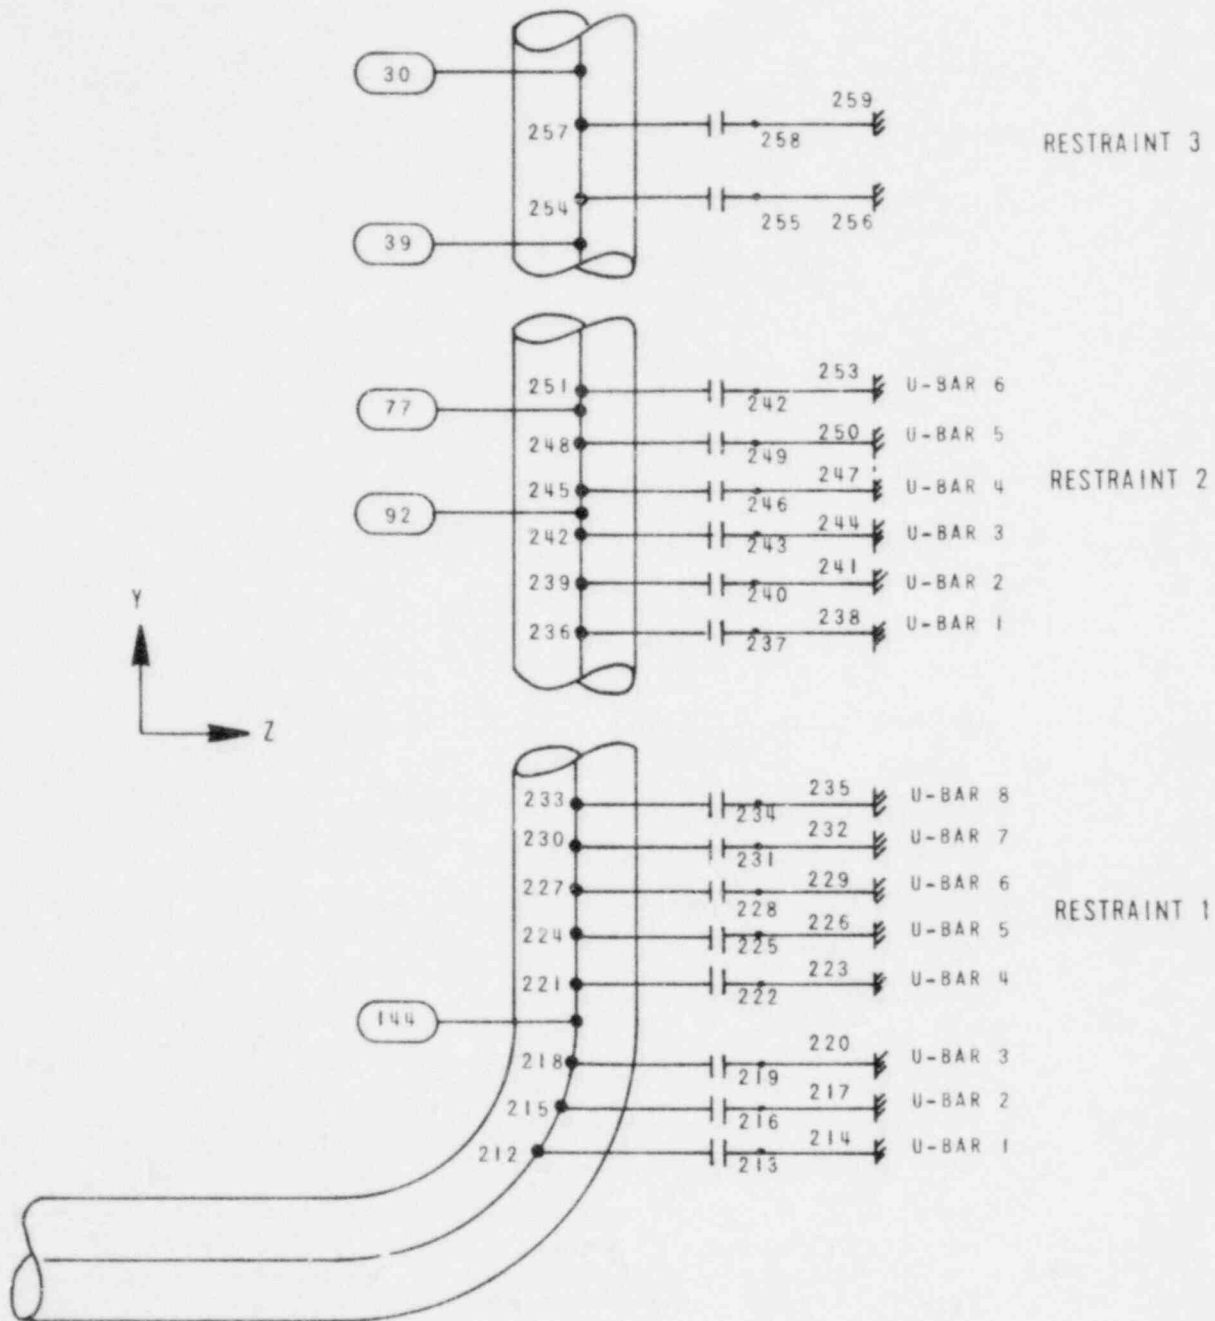 30
259
257
258
RESTRAINT 3
254
255 256
39
251
253
U-BAR 6
77
242
248
250
U-BAR 5
249
247
RESTRAINT 2
245
U-BAR 4
246
92
244
242
U-BAR 3
243
241
239
U-BAR 2
240
Y
238
236
U-BAR 1
237
Z
235
233
U-BAR 8
234
232
230
U-BAR 7
231
229
227
U-BAR 6
228
RESTRAINT 1
226
224
U-BAR 5
225
223
221
U-BAR 4
222
144
220
218
U-BAR 3
219
217
215
U-BAR 2
216
214
212
U-BAR 1
213